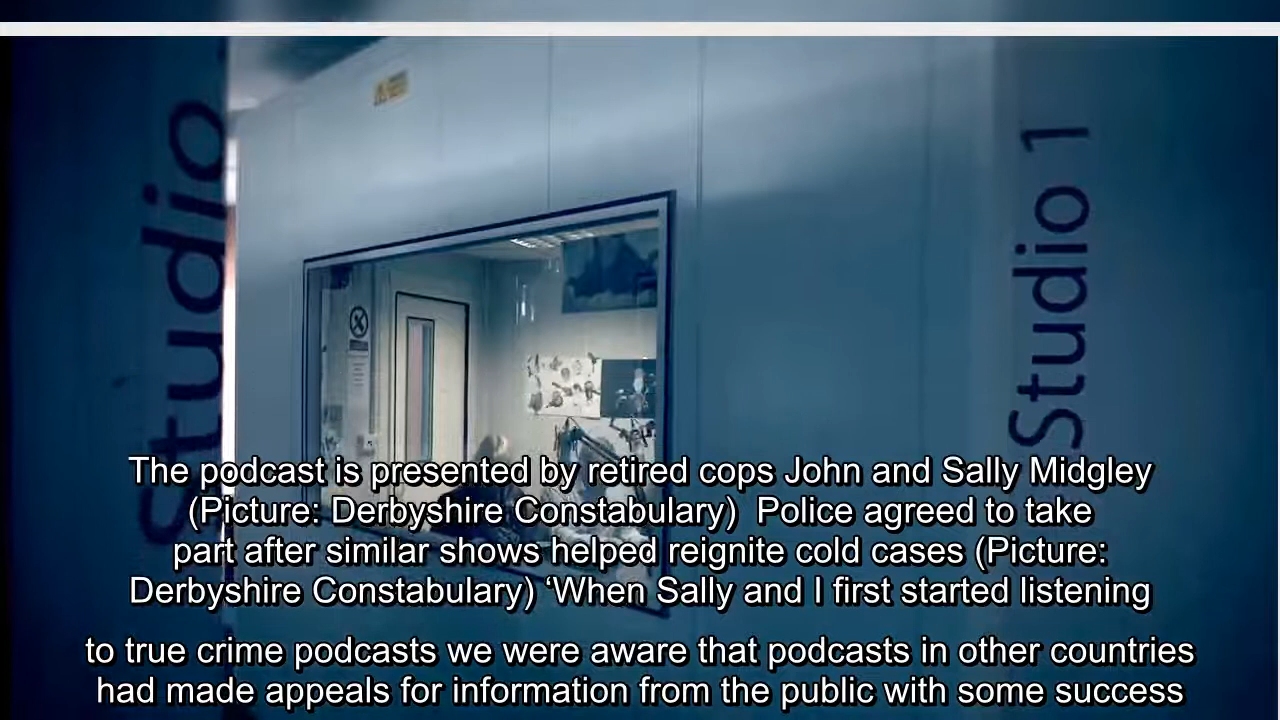 Studio
Studio 1
The podcast is presented by retired cops John and Sally Midgley
(Picture: Derbyshire Constabulary)  Police agreed to take
part after similar shows helped reignite cold cases (Picture:
Derbyshire Constabulary) ‘When Sally and I first started listening
to true crime podcasts we were aware that podcasts in other countries
had made appeals for information from the public with some success